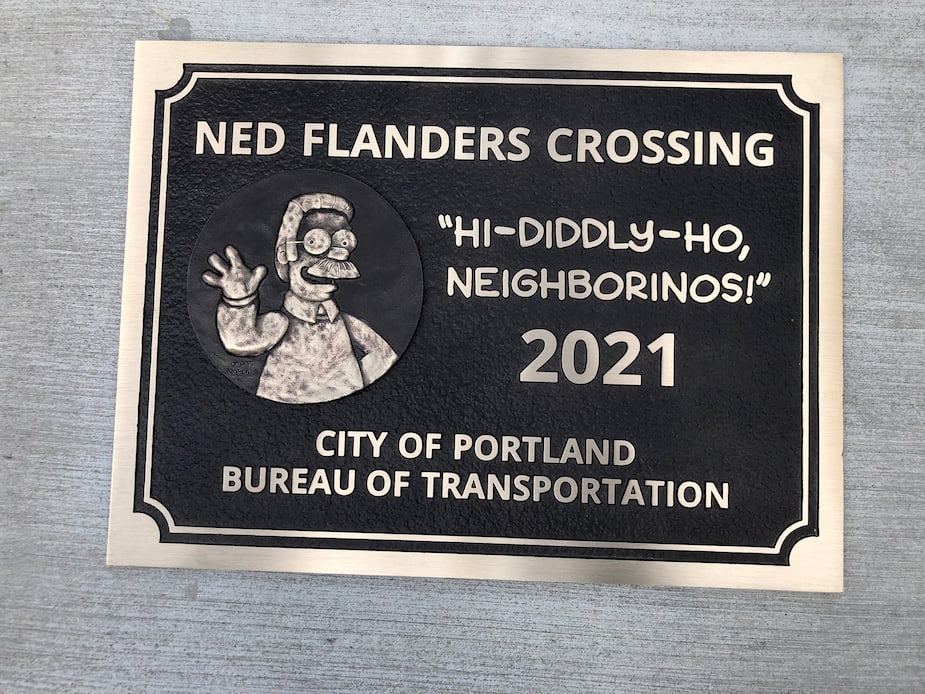 NED FLANDERS CROSSING
"HI-DIDDLY-HO,
NEIGHBORINOS!"
2021
CITY OF PORTLAND
BUREAU OF TRANSPORTATION